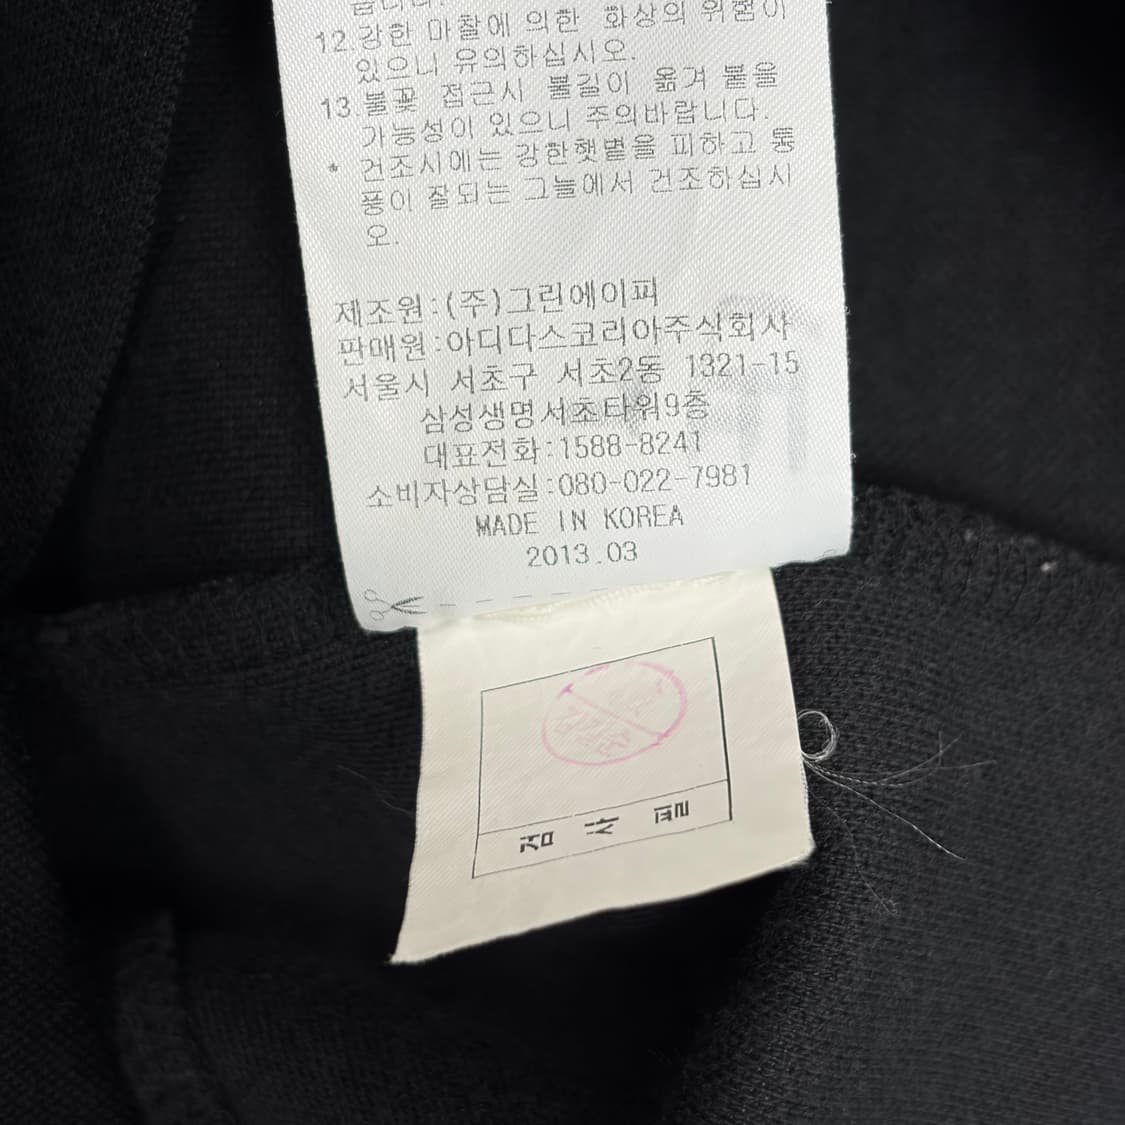 12.강한 마찰에 의한 화상의 위험이
있으니 유의하십시오.
13.불꽃 접근시 불길이 옮겨 붙을
가능성이 있으니 주의바랍니다.
* 건조시에는 강한햇볕을 피하고 통
풍이 잘되는 그늘에서 건조하십시
오.
제조원:(주)그린에이피
판매원:아디다스코리아주식회사
서울시 서초구 서초2동 1321-15
삼성생명서초타워9층
대표전화:1588-8241
소비자상담실:080-022-7981
MADE IN KOREA
2013.03
검사필